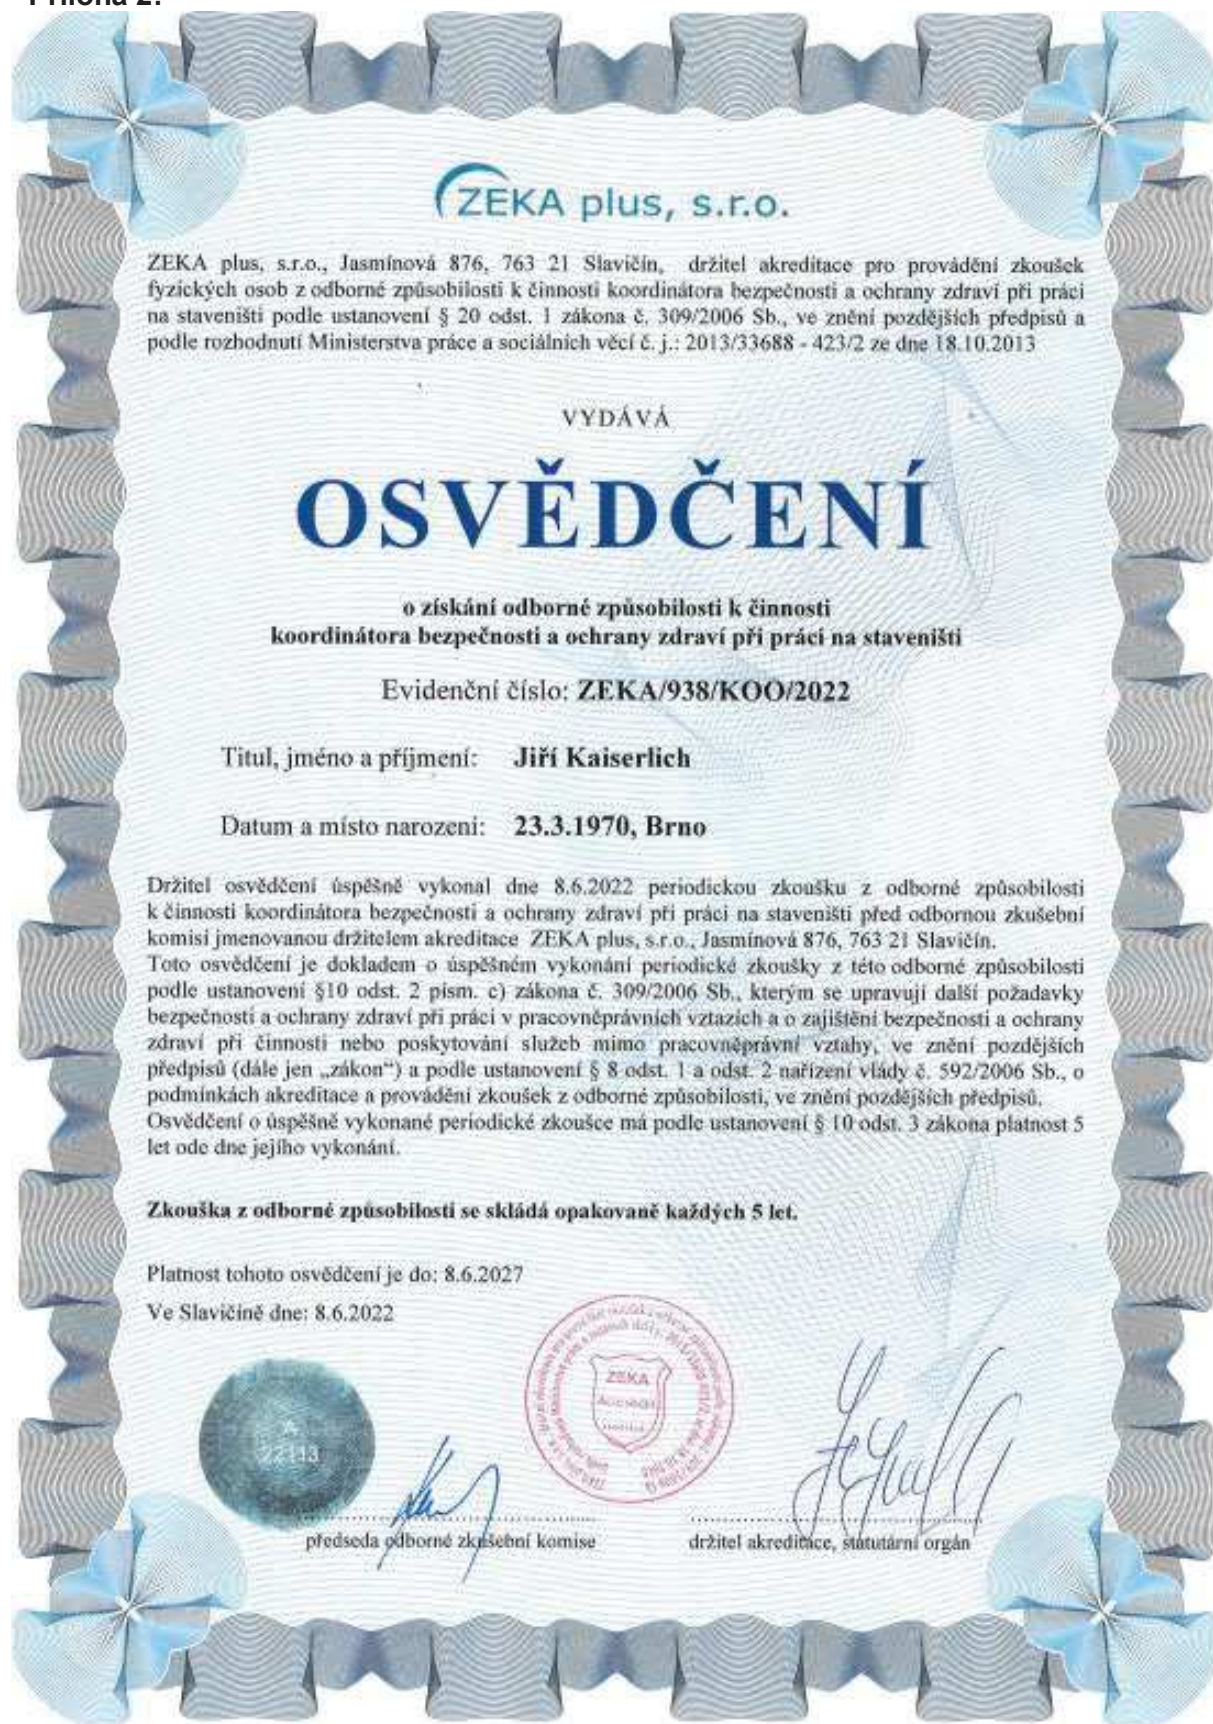 Příloha 2:
ZEKA plus, s.r.o.
ZEKA plus, s.r.o., Jasmínová 876, 763 21 Slavičín, držitel akreditace pro provádění zkoušek
fyzických osob z odborné způsobilosti k činnosti koordinátora bezpečnosti a ochrany zdraví při práci
na staveništi podle ustanovení § 20 odst. 1 zákona č. 309/2006 Sb., ve znění pozdějších předpisů a
podle rozhodnutí Ministerstva práce a sociálních věcí č. j.: 2013/33688 - 423/2 ze dne 18.10.2013
VYDÁVÁ
OSVĚDČENÍ
o získání odborné způsobilosti k činnosti
koordinátora bezpečnosti a ochrany zdraví při práci na staveništi
Evidenční číslo: ZEKA/938/KOO/2022
Titul, jméno a příjmení: Jiří Kaiserlich
Datum a místo narození: 23.3.1970, Brno
Držitel osvědčení úspěšně vykonal dne 8.6.2022 periodickou zkoušku z odborné způsobilosti
k činnosti koordinátora bezpečnosti a ochrany zdraví při práci na staveništi před odbornou zkušební
komisí jmenovanou držitelem akreditace ZEKA plus, s.r.o., Jasmínová 876, 763 21 Slavičín.
Toto osvědčení je dokladem o úspěšném vykonání periodické zkoušky z této odborné způsobilosti
podle ustanovení §10 odst. 2 písm. c) zákona č. 309/2006 Sb., kterým se upravují další požadavky
bezpečnosti a ochrany zdraví při práci v pracovněprávních vztazích a o zajištění bezpečnosti a ochrany
zdraví při činnosti nebo poskytování služeb mimo pracovněprávní vztahy, ve znění pozdějších
předpisů (dále jen „zákon“) a podle ustanovení § 8 odst. 1 a odst. 2 nařízení vlády č. 592/2006 Sb., o
podmínkách akreditace a provádění zkoušek z odborné způsobilosti, ve znění pozdějších předpisů.
Osvědčení o úspěšně vykonané periodické zkoušce má podle ustanovení § 10 odst. 3 zákona platnost 5
let ode dne jejího vykonání.
Zkouška z odborné způsobilosti se skládá opakovaně každých 5 let.
Platnost tohoto osvědčení je do: 8.6.2027
Ve Slavičíně dne: 8.6.2022
ZEKA
A
22113
předseda odborné zkušební komise
držitel akreditace, statutární orgán